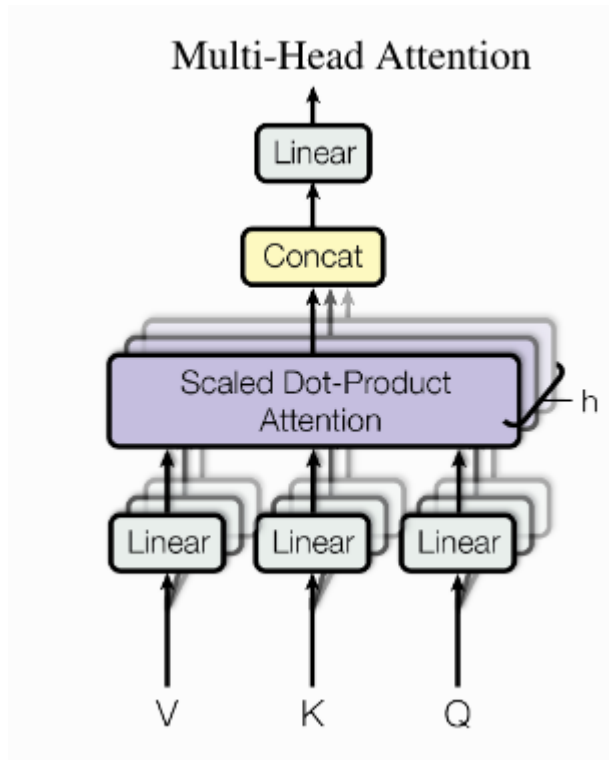 Multi-Head Attention
Linear
Concat
Scaled Dot-Product
Attention
h
Linear Linear Linear
V K Q